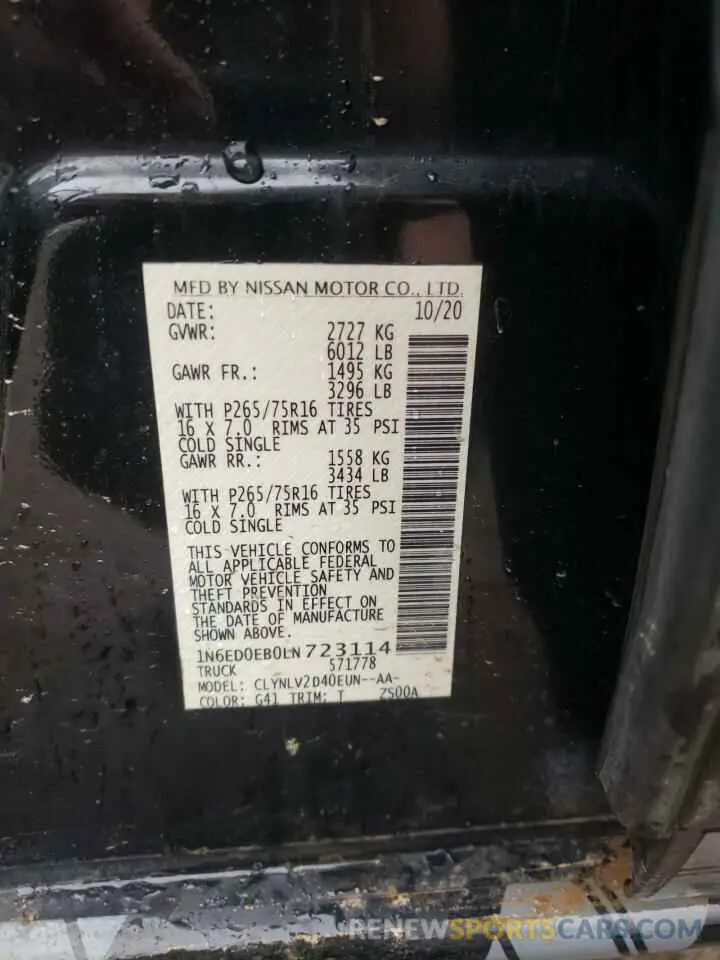 MFD BY NISSAN MOTOR CO., LTD.
DATE: 10/20
GVWR: 2727 KG
6012 LB
GAWR FR.: 1495 KG
3296 LB
WITH P265/75R16 TIRES
16 X 7.0 RIMS AT 35 PSI
COLD SINGLE
GAWR RR.: 1558 KG
3434 LB
WITH P265/75R16 TIRES
16 X 7.0 RIMS AT 35 PSI
COLD SINGLE
THIS VEHICLE CONFORMS TO
ALL APPLICABLE FEDERAL
MOTOR VEHICLE SAFETY AND
THEFT PREVENTION
STANDARDS IN EFFECT ON
THE DATE OF MANUFACTURE
SHOWN ABOVE.
1N6ED0EB0LN723114
TRUCK 571778
MODEL: CLYNLV2D40EUN--AA-
COLOR: G41 TRIM: T ZS00A
RENEWSPORTSCARS.COM